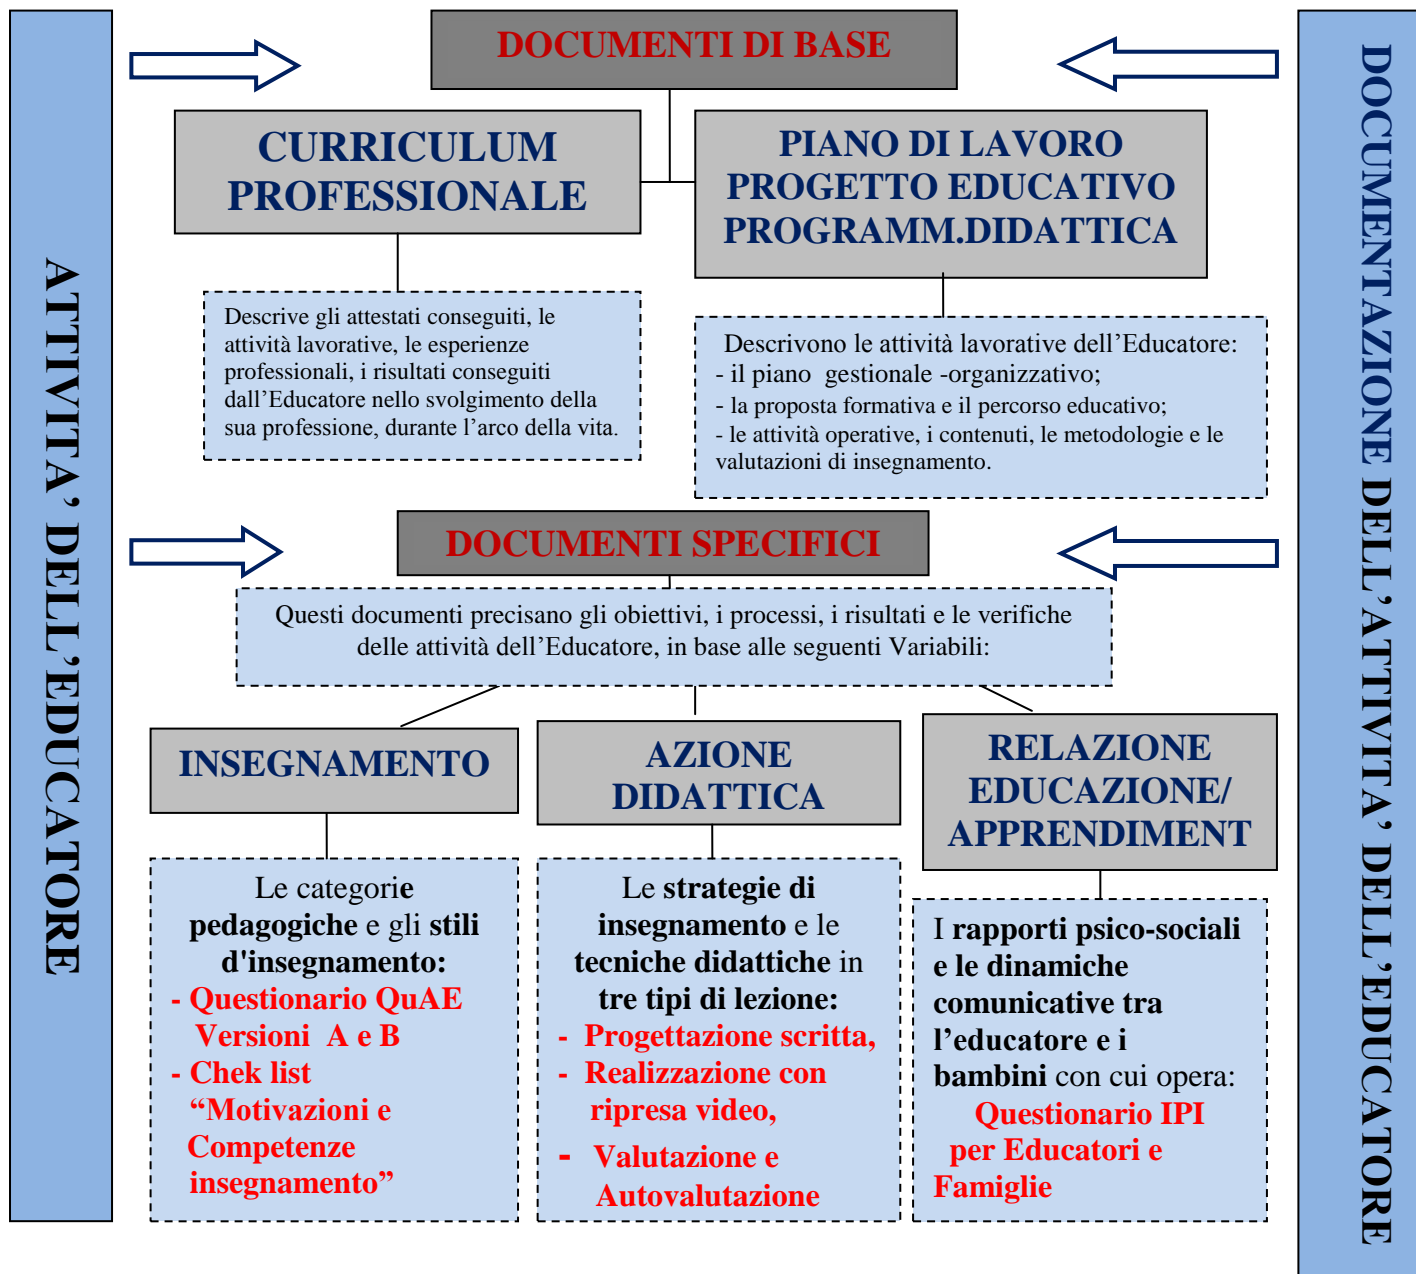 ATTIVITA’ DELL’EDUCATORE
DOCUMENTI DI BASE
CURRICULUM
PROFESSIONALE
PIANO DI LAVORO
PROGETTO EDUCATIVO
PROGRAMM.DIDATTICA
Descrive gli attestati conseguiti, le
attività lavorative, le esperienze
professionali, i risultati conseguiti
dall’Educatore nello svolgimento della
sua professione, durante l’arco della vita.
Descrivono le attività lavorative dell’Educatore:
- il piano gestionale -organizzativo;
- la proposta formativa e il percorso educativo;
- le attività operative, i contenuti, le metodologie e le
valutazioni di insegnamento.
DOCUMENTI SPECIFICI
Questi documenti precisano gli obiettivi, i processi, i risultati e le verifiche
delle attività dell’Educatore, in base alle seguenti Variabili:
INSEGNAMENTO
AZIONE
DIDATTICA
RELAZIONE
EDUCAZIONE/
APPRENDIMENT
Le categorie
pedagogiche e gli stili
d'insegnamento:
- Questionario QuAE
Versioni A e B
- Chek list
“Motivazioni e
Competenze
insegnamento”
Le strategie di
insegnamento e le
tecniche didattiche in
tre tipi di lezione:
- Progettazione scritta,
- Realizzazione con
ripresa video,
- Valutazione e
Autovalutazione
I rapporti psico-sociali
e le dinamiche
comunicative tra
l’educatore e i
bambini con cui opera:
Questionario IPI
per Educatori e
Famiglie
DOCUMENTAZIONE DELL’ATTIVITA’ DELL’EDUCATORE